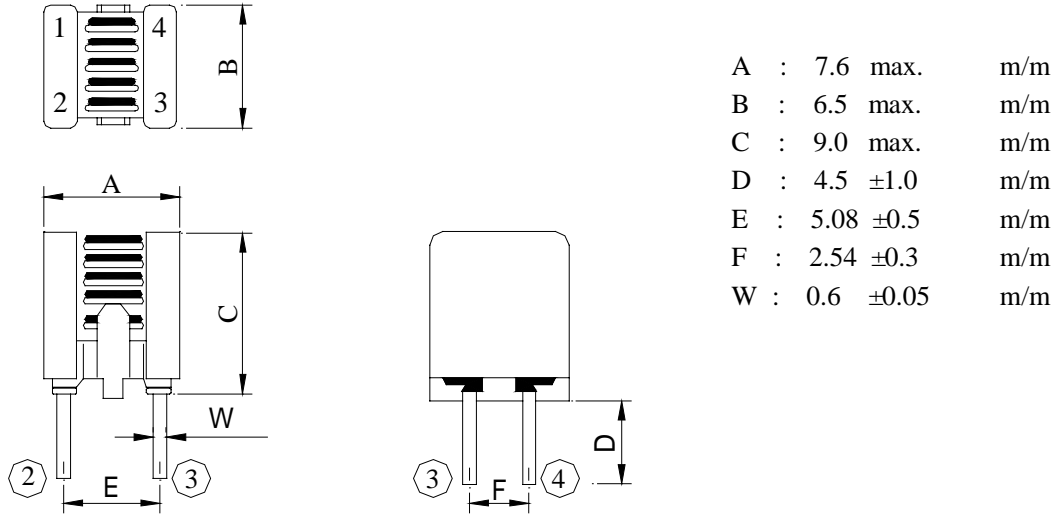 1 4
B
2 3
A
C
W
D
2 E 3
3 F 4
A : 7.6 max. m/m
B : 6.5 max. m/m
C : 9.0 max. m/m
D : 4.5 ±1.0 m/m
E : 5.08 ±0.5 m/m
F : 2.54 ±0.3 m/m
W : 0.6 ±0.05 m/m